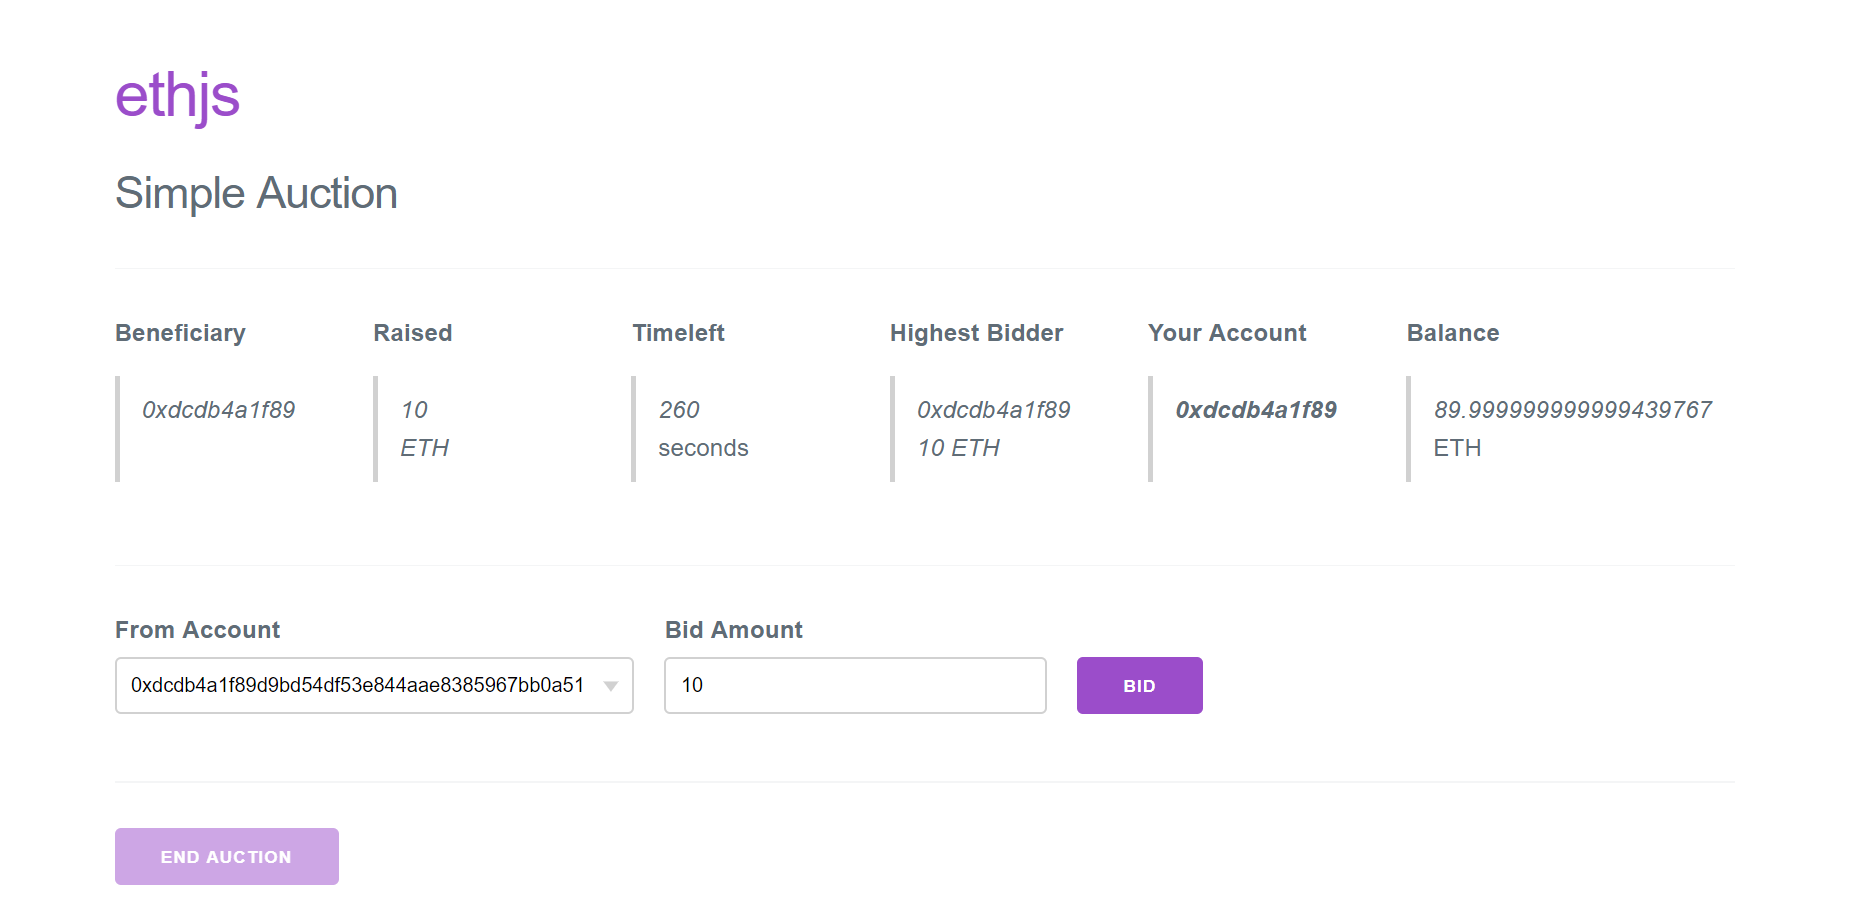 ethjs
Simple Auction
Beneficiary Raised Timeleft Highest Bidder Your Account Balance
0xdcdb4a1f89 10 260 0xdcdb4a1f89 0xdcdb4a1f89 89.999999999999439767
ETH seconds 10 ETH ETH
From Account Bid Amount
0xdcdb4a1f89d9bd54df53e844aae8385967bb0a51 10 BID
END AUCTION